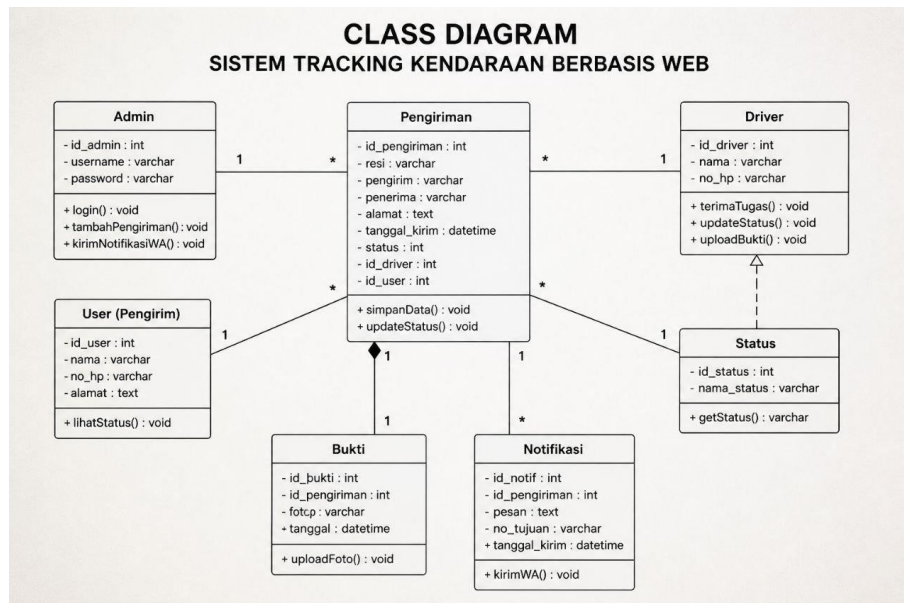 CLASS DIAGRAM
SISTEM TRACKING KENDARAAN BERBASIS WEB
Admin
- id_admin : int
- username : varchar
- password : varchar
+ login() : void
+ tambahPengiriman() : void
+ kirimNotifikasiWA() : void
1
*
Pengiriman
- id_pengiriman : int
- resi : varchar
- pengirim : varchar
- penerima : varchar
- alamat : text
- tanggal_kirim : datetime
- status : int
- id_driver : int
- id_user : int
+ simpanData() : void
+ updateStatus() : void
*
1
Driver
- id_driver : int
- nama : varchar
- no_hp : varchar
+ terimaTugas() : void
+ updateStatus() : void
+ uploadBukti() : void
User (Pengirim)
- id_user : int
- nama : varchar
- no_hp : varchar
- alamat : text
+ lihatStatus() : void
1
*
*
1
Status
- id_status : int
- nama_status : varchar
+ getStatus() : varchar
1
1
Bukti
- id_bukti : int
- id_pengiriman : int
: varchar
+ tanggal : datetime
+ uploadFoto() : void
1
*
Notifikasi
- id_notif : int
- id_pengiriman : int
- pesan : text
- no_tujuan : varchar
+ tanggal_kirim : datetime
+ kirimWA() : void